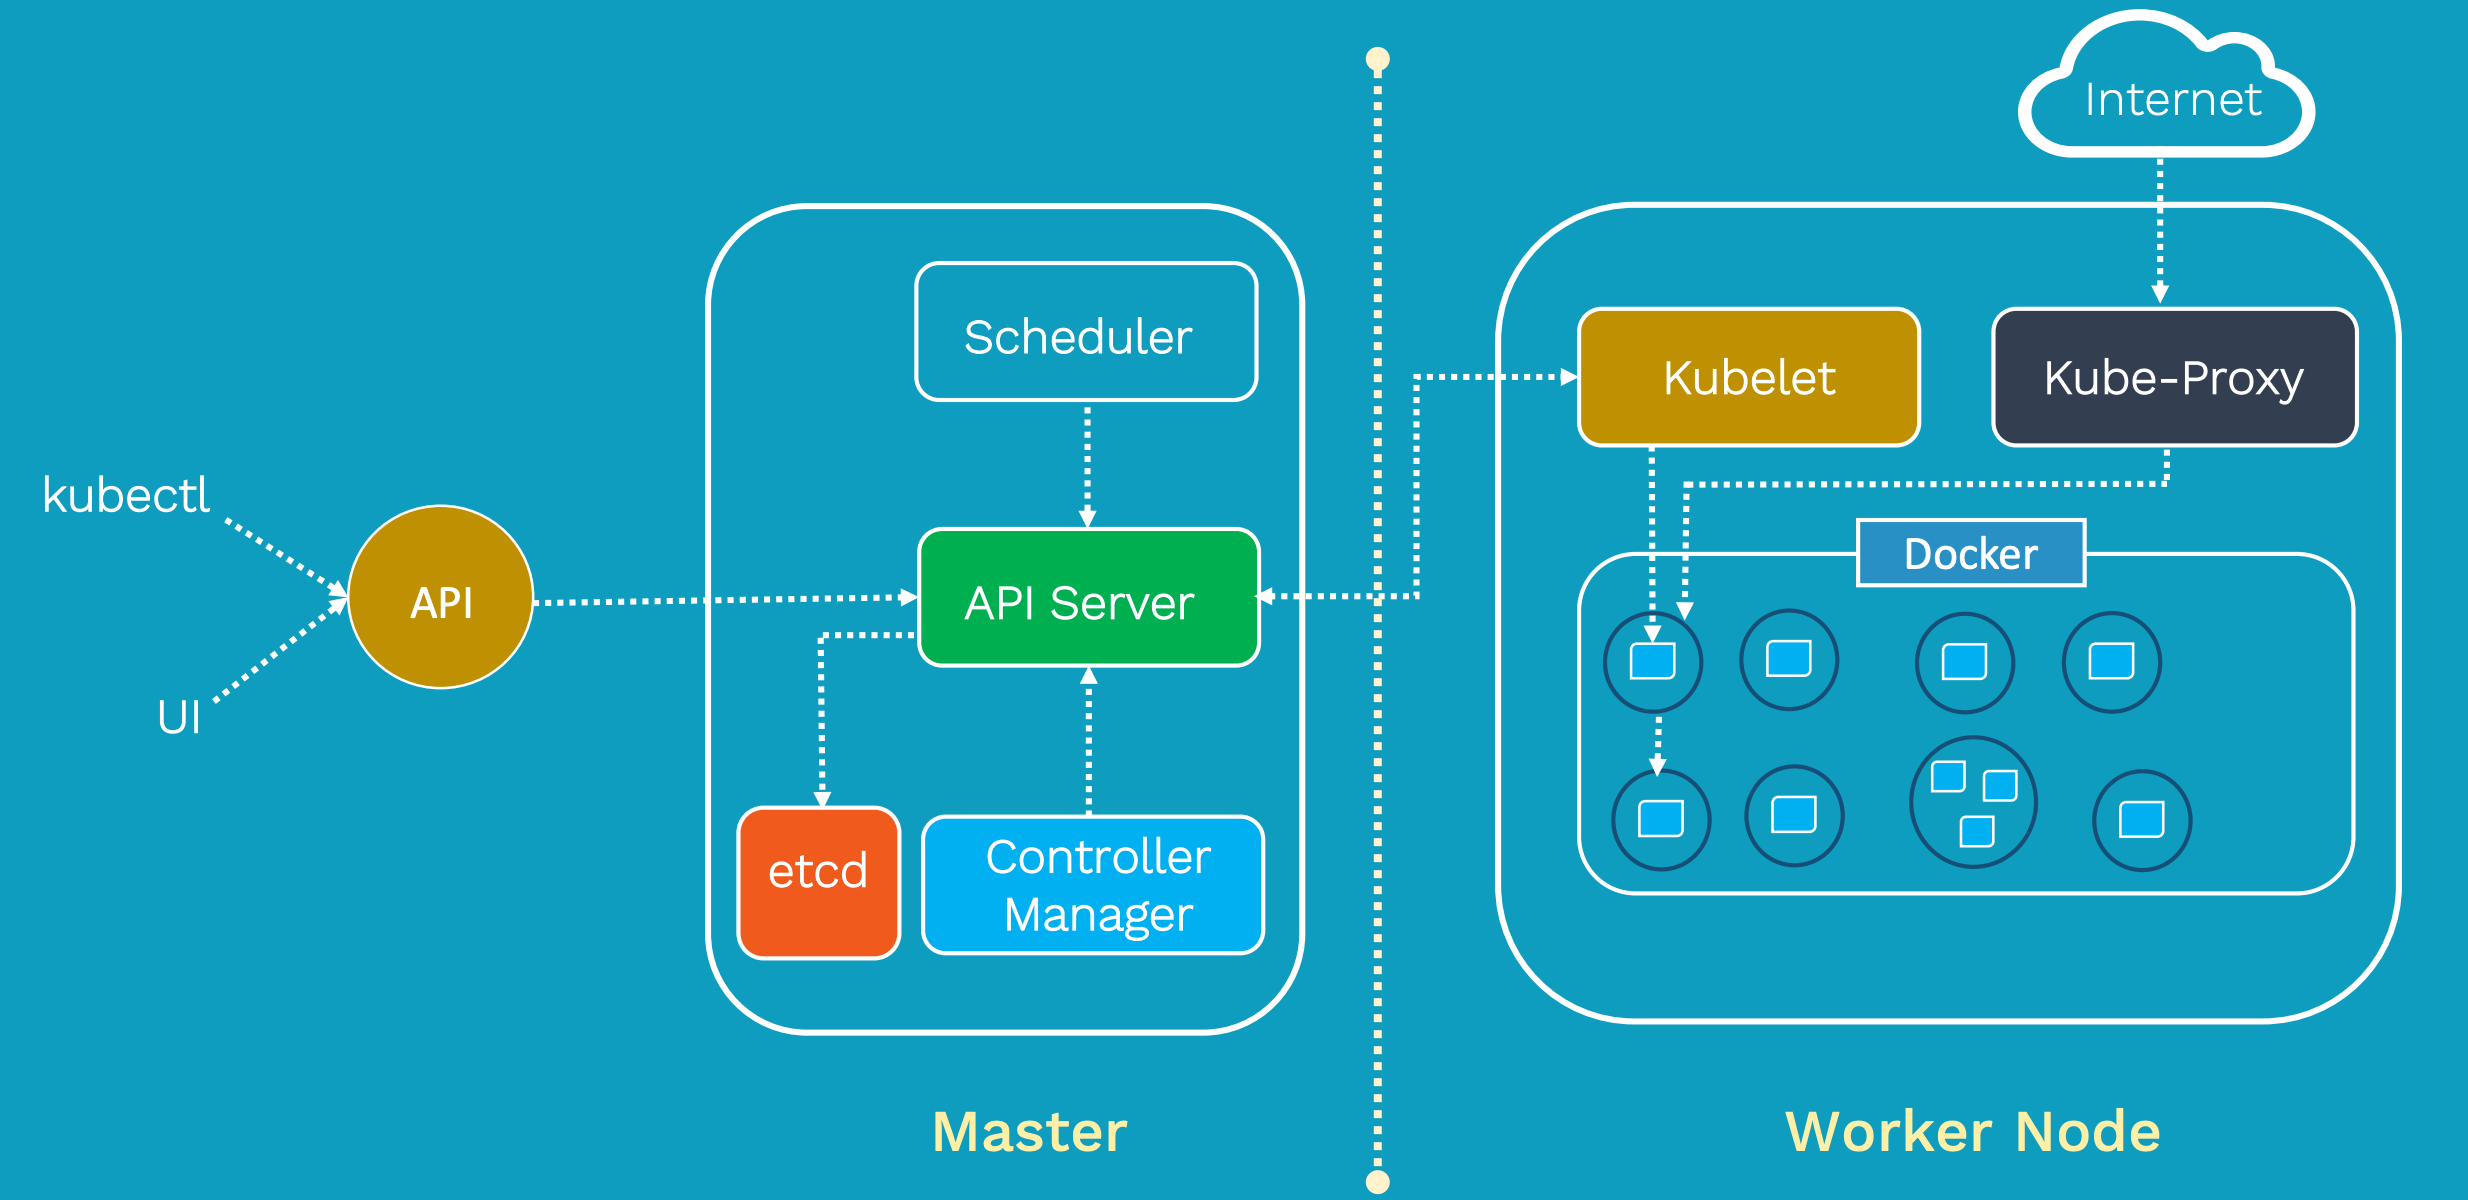 Internet
Scheduler
Kubelet
Kube-Proxy
kubectl
API
API Server
Docker
UI
etcd
Controller
Manager
Master
Worker Node